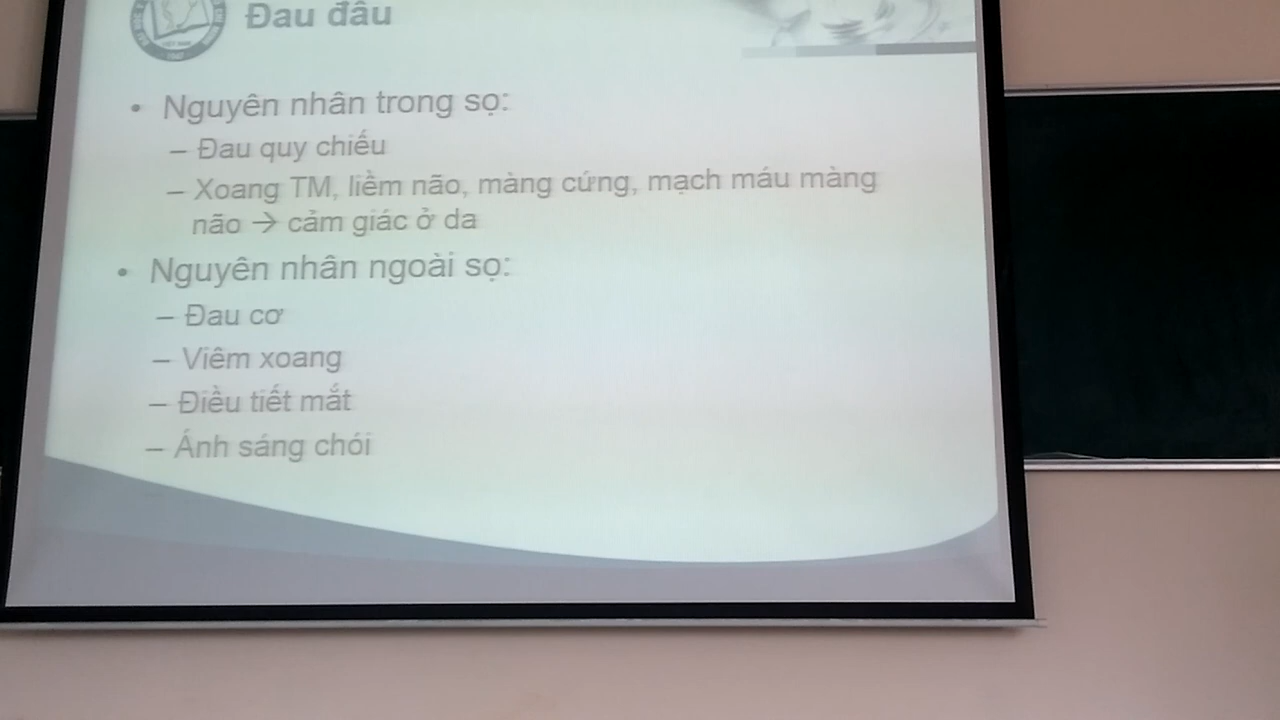 Đau đầu
• Nguyên nhân trong sọ:
– Đau quy chiếu
– Xoang TM, liềm não, màng cứng, mạch máu màng
não → cảm giác ở da
• Nguyên nhân ngoài sọ:
– Đau cơ
– Viêm xoang
– Điều tiết mắt
– Ánh sáng chói